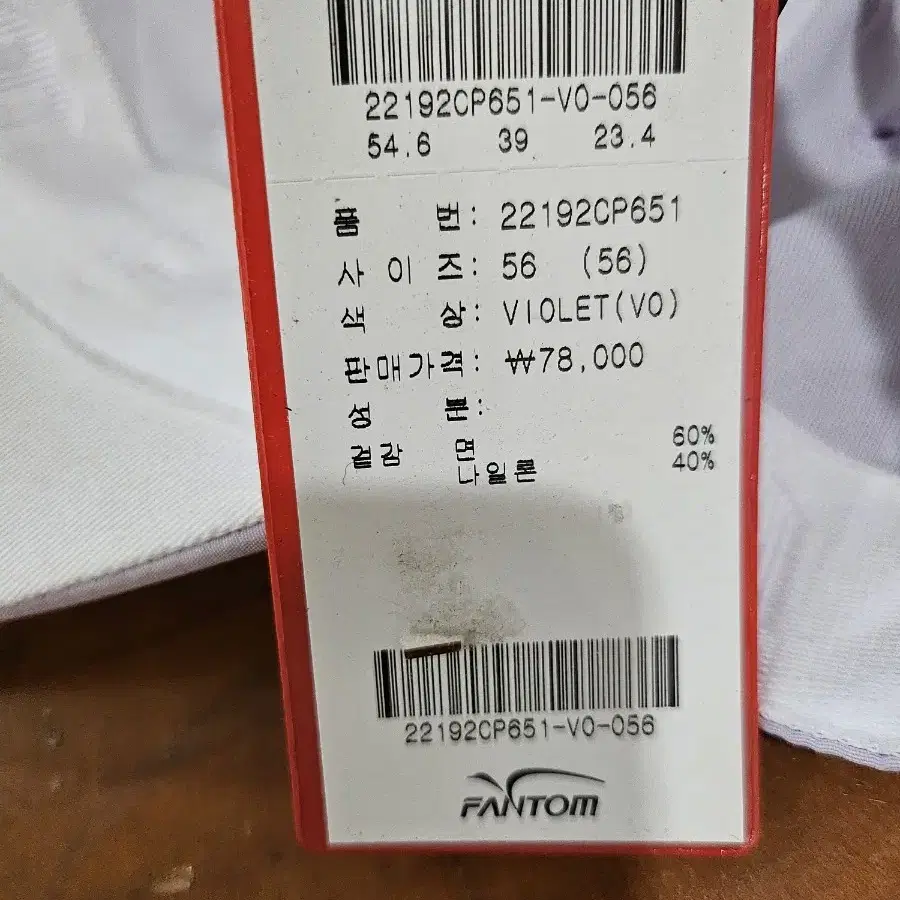 22192CP651-VO-056
54.6 39 23.4
품 번: 22192CP651
사 이 즈: 56 (56)
색 상: VIOLET(VO)
판매가격: ₩78,000
성 분:
겉감 면 60%
나일론 40%
22192CP651-VO-056
FANTOM